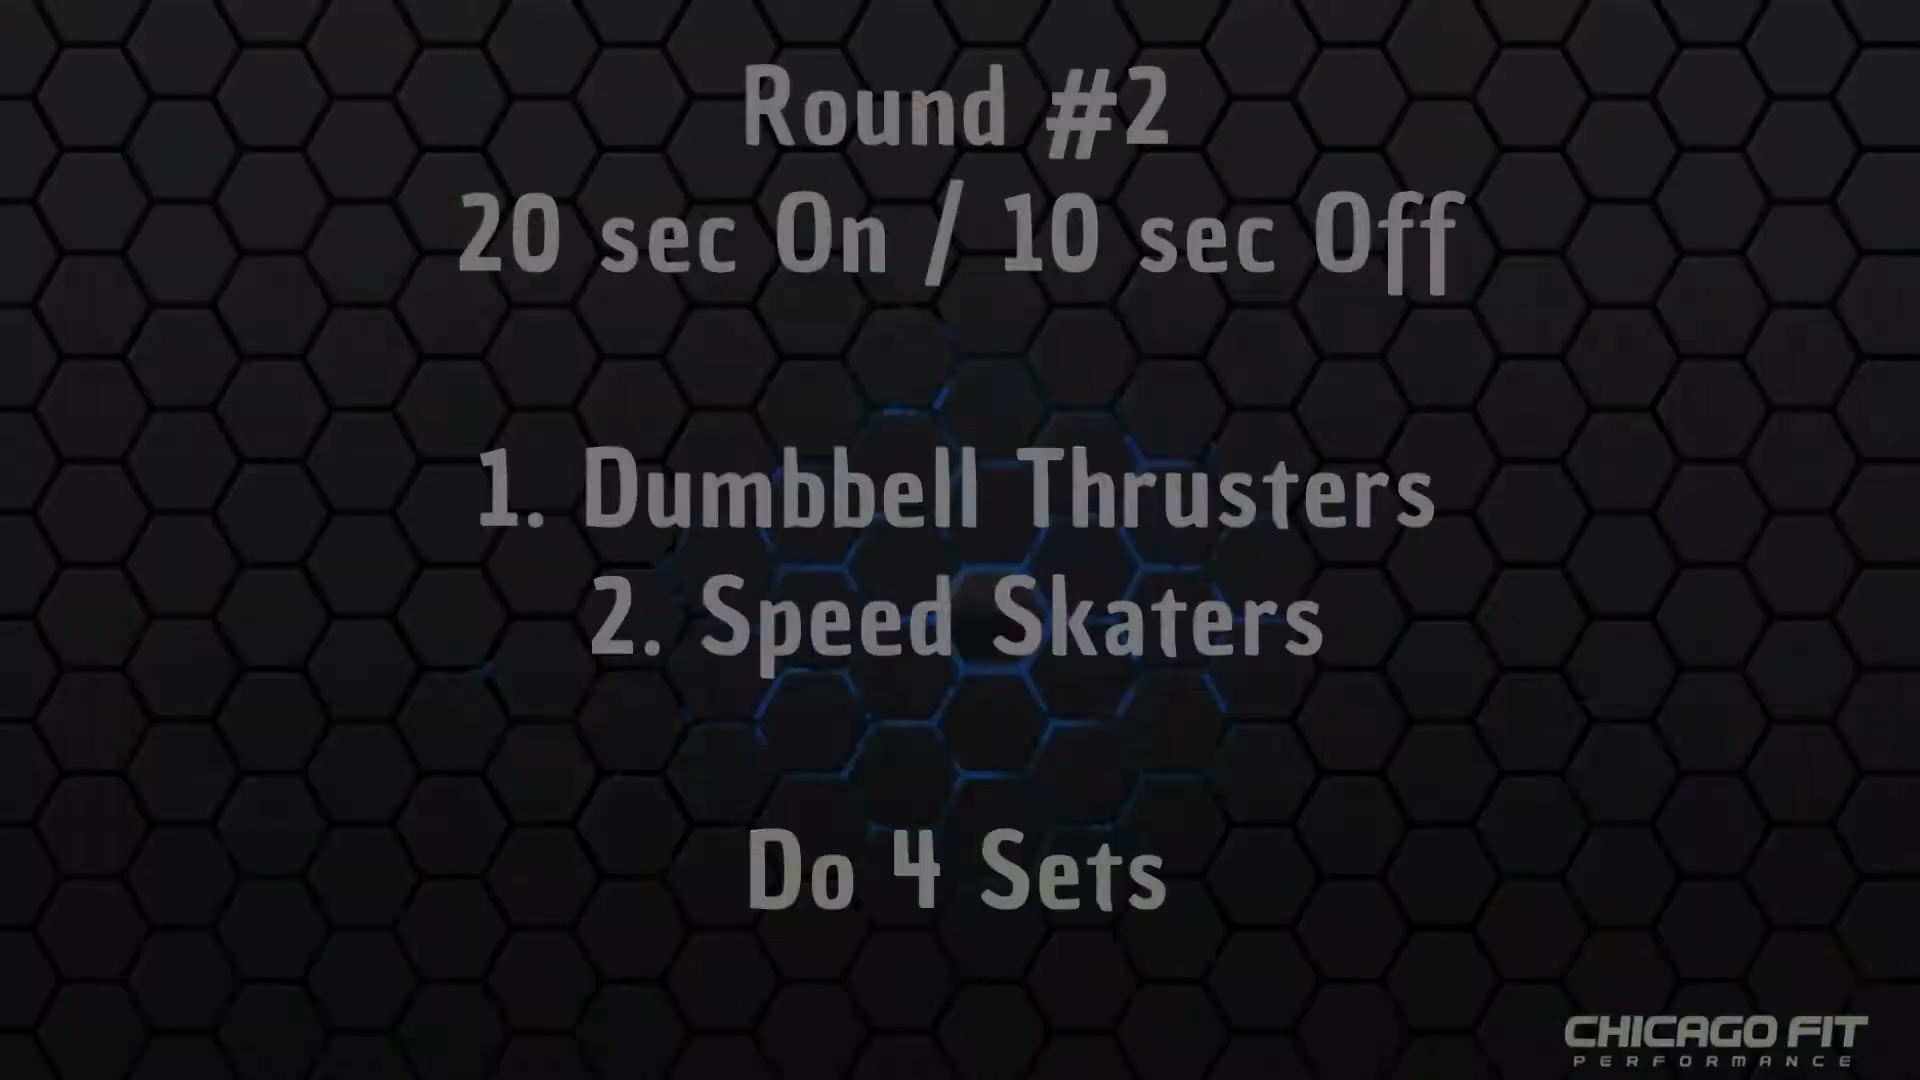 Round #2
20 sec On / 10 sec Off
1. Dumbbell Thrusters
2. Speed Skaters
Do 4 Sets
CHICAGO FIT
PERFORMANCE